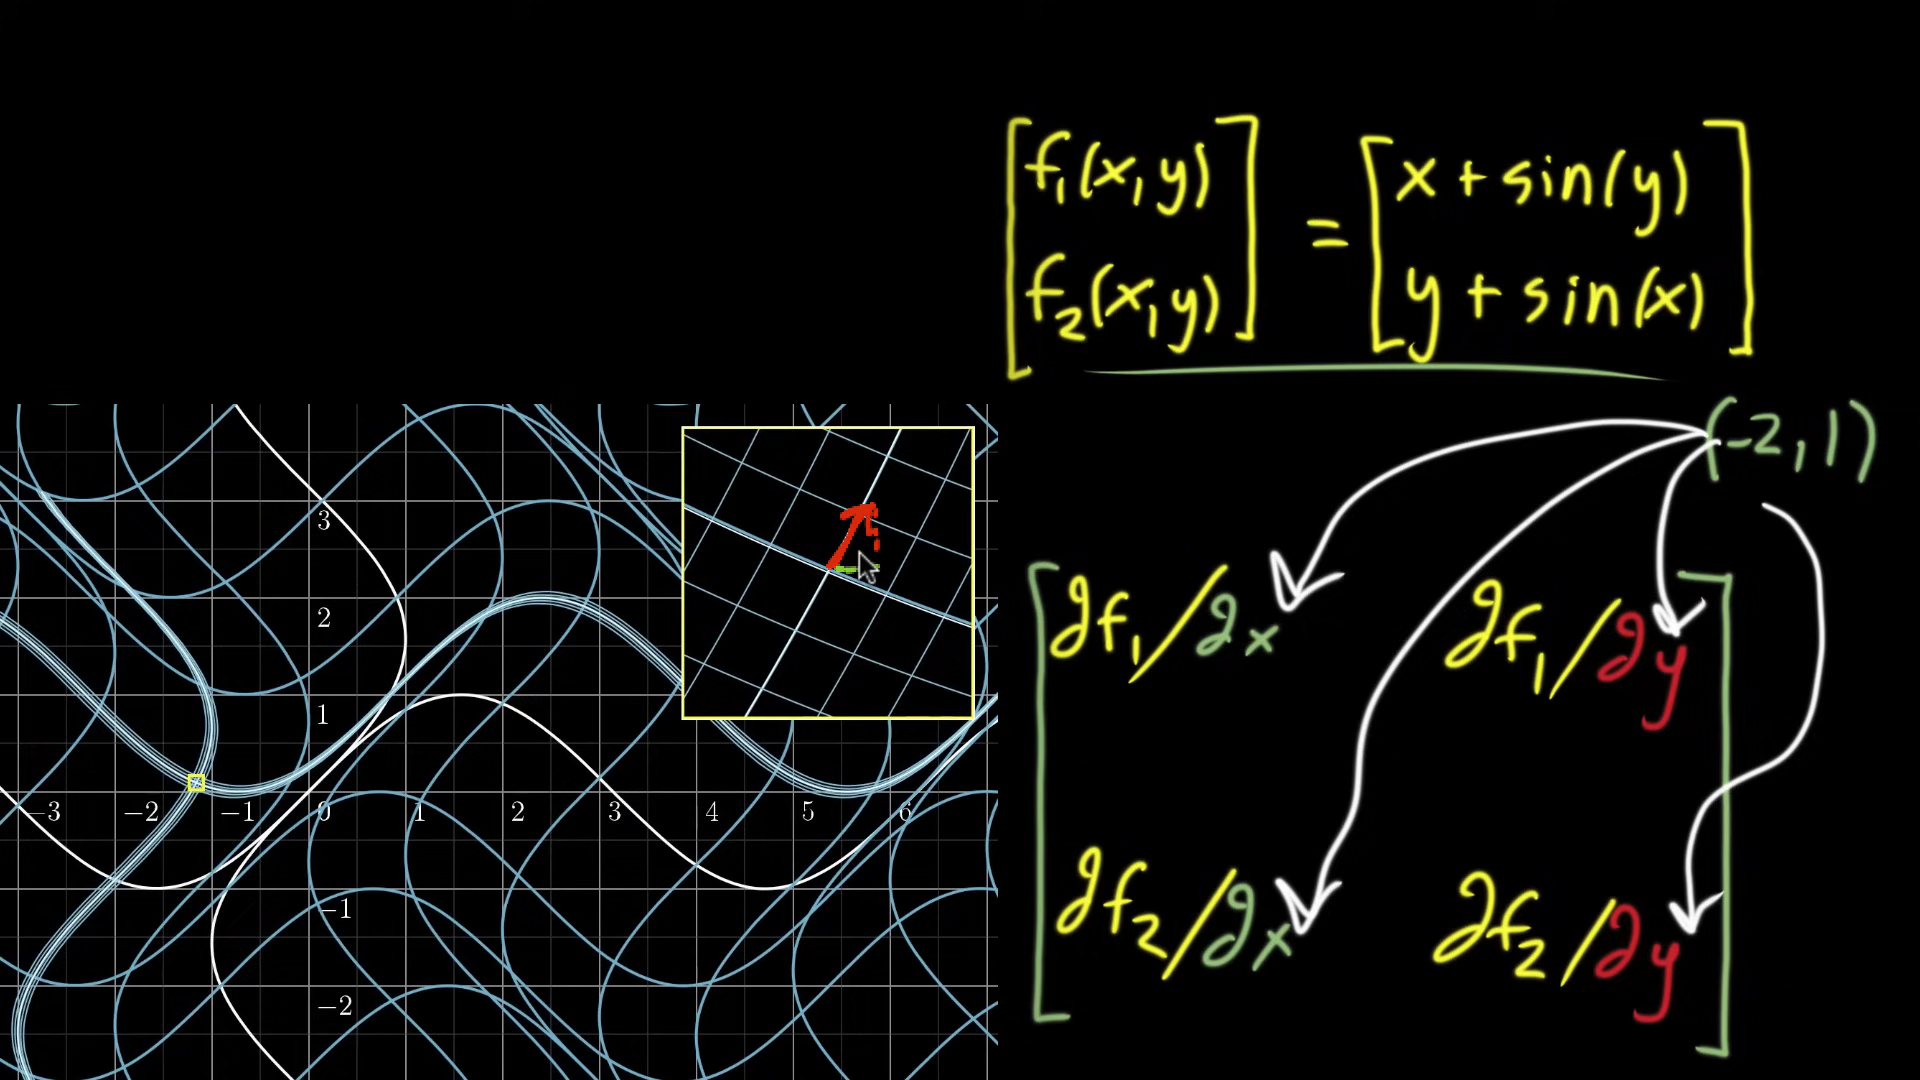 [f₁(x,y)] = [x + sin(y)]
[f₂(x,y)] [y + sin(x)]
(-2, 1)
∂f₁/∂x ∂f₁/∂y
∂f₂/∂x ∂f₂/∂y
3
2
1
−3 −2 −1 0 1 2 3 4 5 6
−1
−2